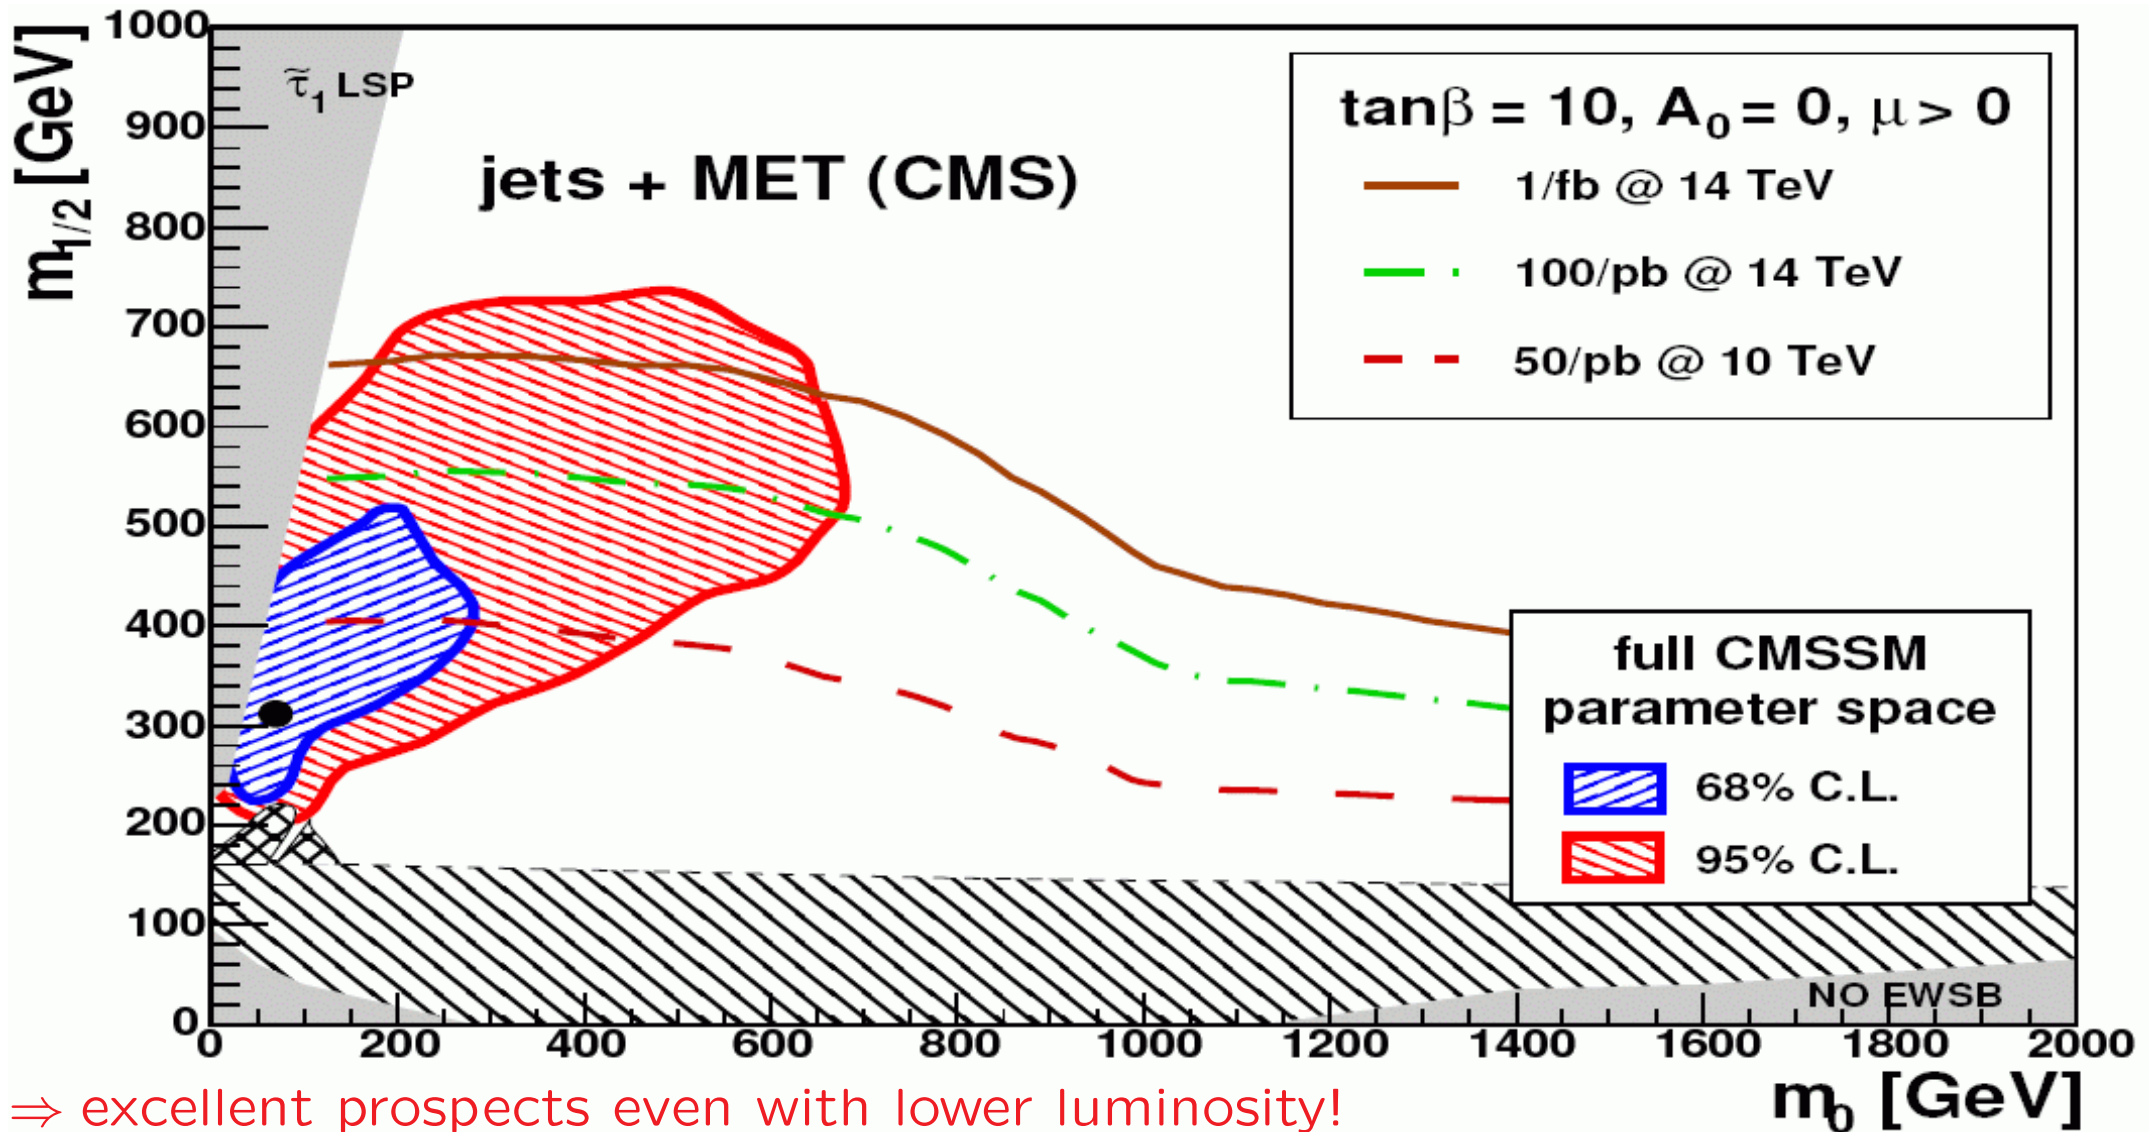 m1/2 [GeV]
1000
900
800
700
600
500
400
300
200
100
0
τ̃1 LSP
jets + MET (CMS)
tanβ = 10, A0 = 0, μ > 0
1/fb @ 14 TeV
100/pb @ 14 TeV
50/pb @ 10 TeV
full CMSSM
parameter space
68% C.L.
95% C.L.
NO EWSB
0 200 400 600 800 1000 1200 1400 1600 1800 2000
m0 [GeV]
⇒ excellent prospects even with lower luminosity!